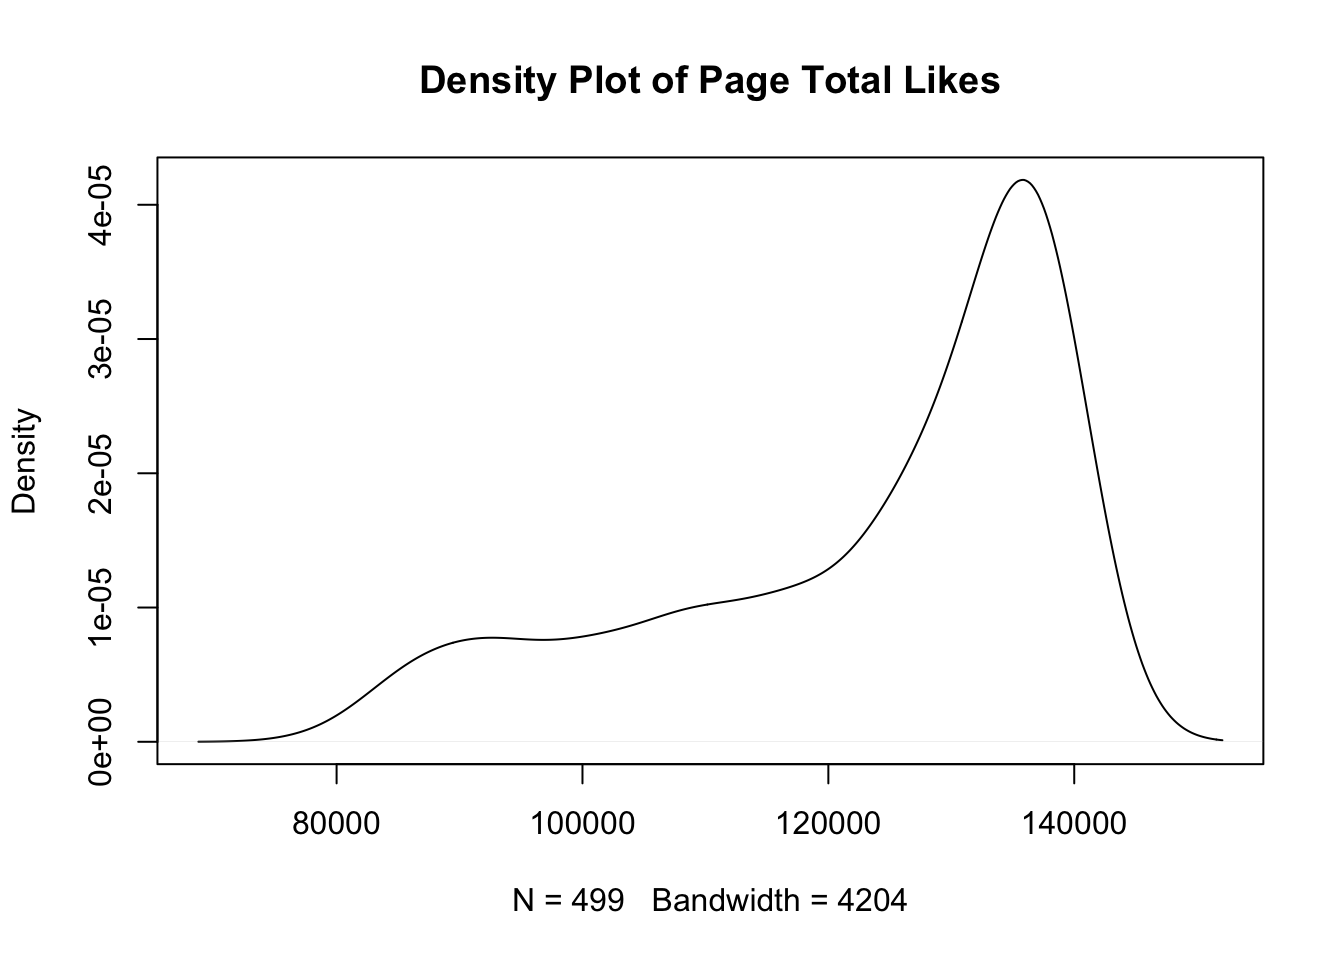 Density Plot of Page Total Likes
Density
4e-05
3e-05
2e-05
1e-05
0e+00
80000 100000 120000 140000
N = 499 Bandwidth = 4204